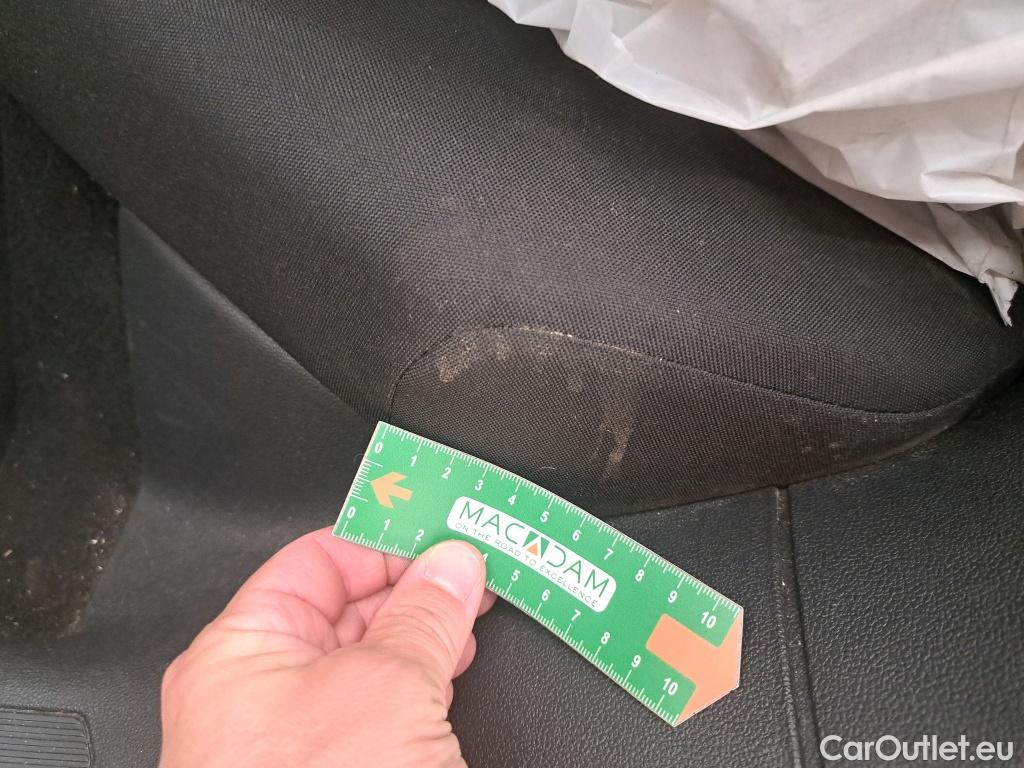 0 1 2 3 4 5 6 7 8 9 10
MACADAM
ON THE ROAD TO EXCELLENCE
0 1 2 4 5 6 7 8 9 10
CarOutlet.eu